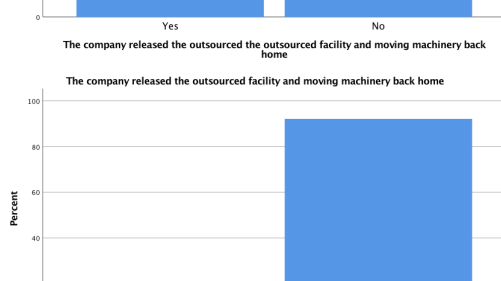 0
Yes No
The company released the outsourced the outsourced facility and moving machinery back
home
The company released the outsourced facility and moving machinery back home
100
80
60
40
Percent